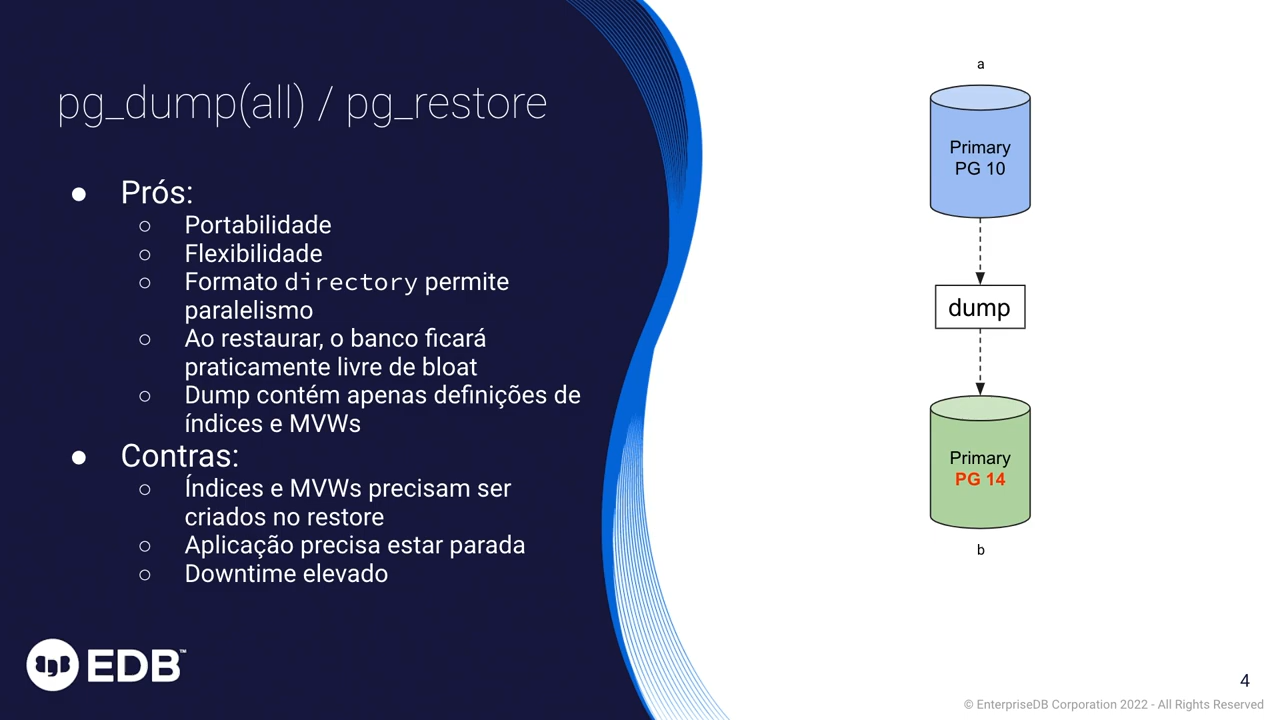 pg_dump(all) / pg_restore
● Prós:
○ Portabilidade
○ Flexibilidade
○ Formato directory permite
paralelismo
○ Ao restaurar, o banco ficará
praticamente livre de bloat
○ Dump contém apenas definições de
índices e MVWs
● Contras:
○ Índices e MVWs precisam ser
criados no restore
○ Aplicação precisa estar parada
○ Downtime elevado
EDB™
a
Primary
PG 10
dump
Primary
PG 14
b
4
© EnterpriseDB Corporation 2022 - All Rights Reserved